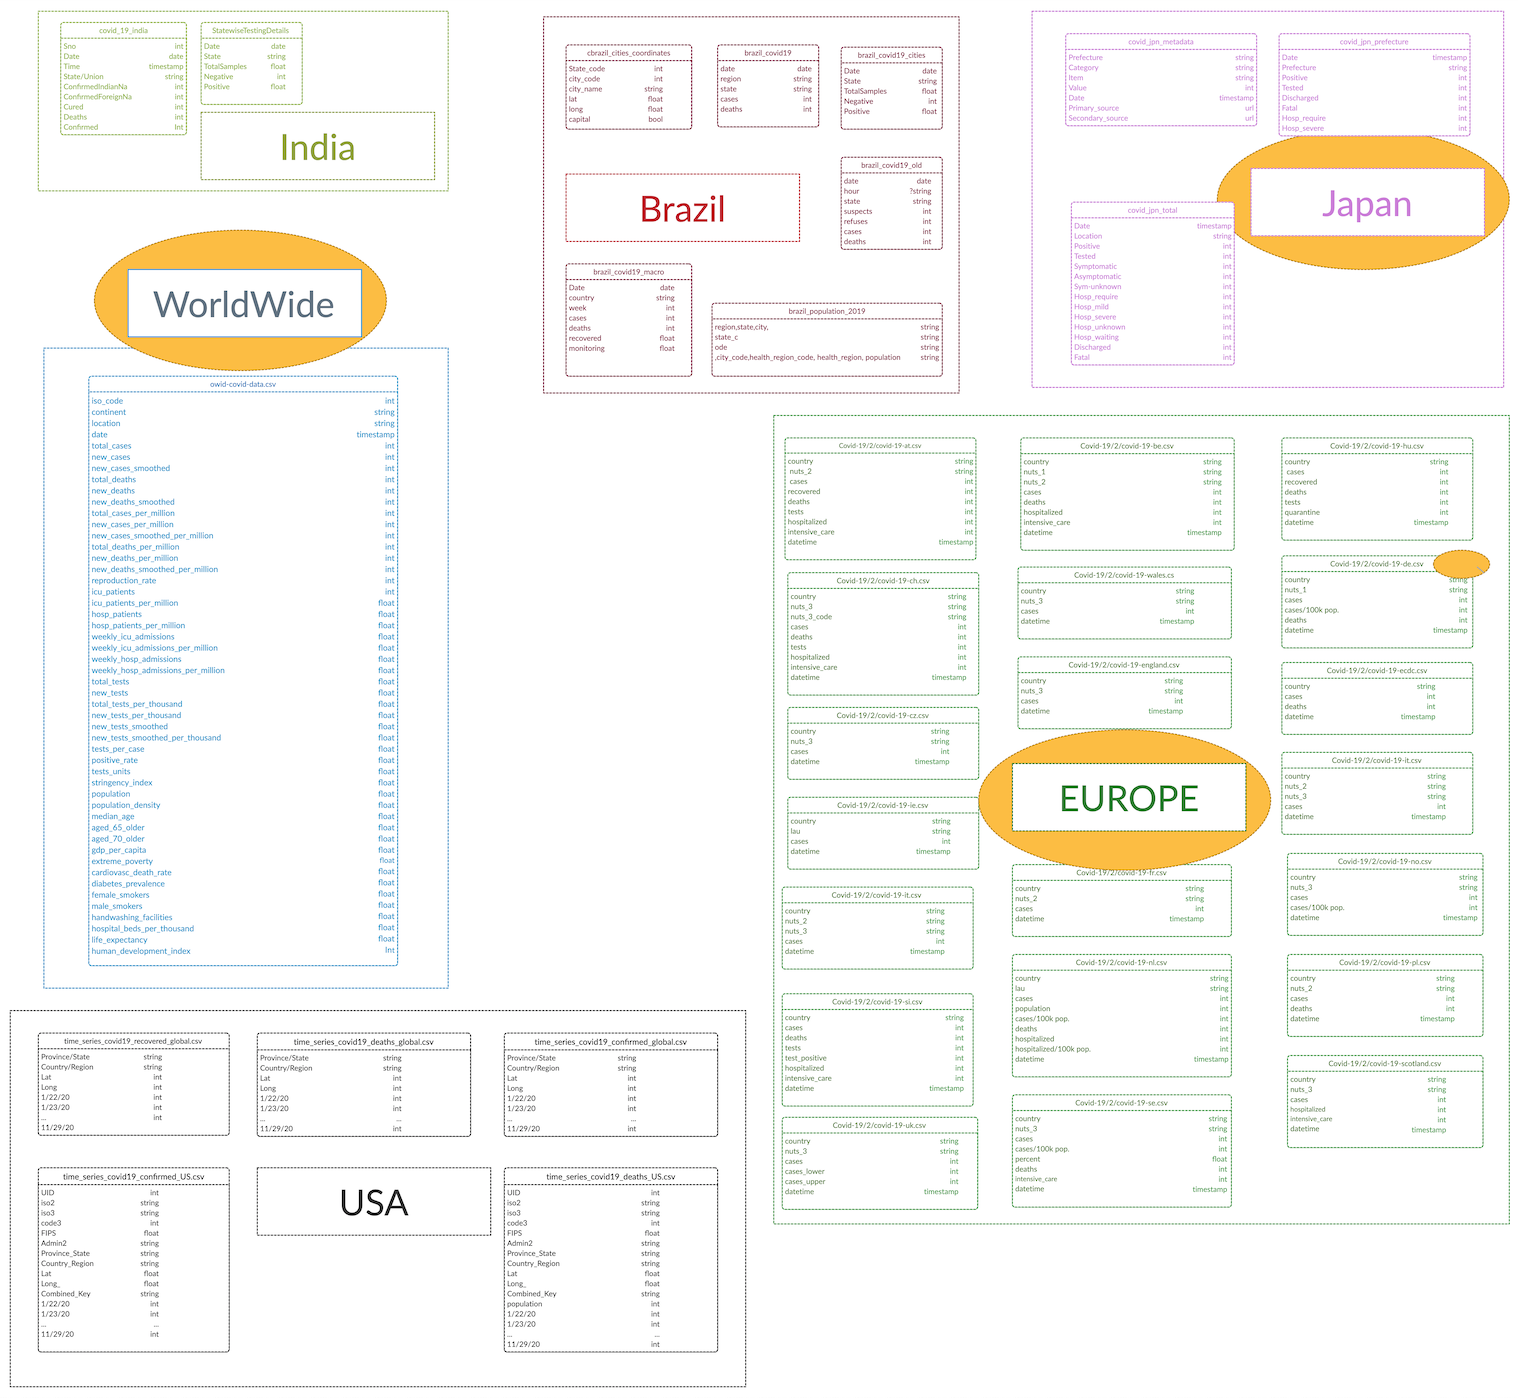 covid_19_india
Sno int
Date date
Time timestamp
State/Union string
ConfirmedIndianNa int
ConfirmedForeignNa int
Cured int
Deaths int
Confirmed Int
StatewiseTestingDetails
Date date
State string
TotalSamples float
Negative int
Positive float
India
cbrazil_cities_coordinates
State_code int
city_code int
city_name string
lat float
long float
capital bool
brazil_covid19
date date
region string
state string
cases int
deaths int
brazil_covid19_cities
Date date
State string
TotalSamples float
Negative int
Positive float
Brazil
brazil_covid19_old
date date
hour ?string
state string
suspects int
refuses int
cases int
deaths int
brazil_covid19_macro
Date date
country string
week int
cases int
deaths int
recovered float
monitoring float
brazil_population_2019
region,state,city, string
state_c string
ode string
,city_code,health_region_code, health_region, population string
covid_jpn_metadata
Prefecture string
Category string
Item string
Value int
Date timestamp
Primary_source url
Secondary_source url
covid_jpn_prefecture
Date timestamp
Prefecture string
Positive int
Tested int
Discharged int
Fatal int
Hosp_require int
Hosp_severe int
Japan
covid_jpn_total
Date timestamp
Location string
Positive int
Tested int
Symptomatic int
Asymptomatic int
Sym-unknown int
Hosp_require int
Hosp_mild int
Hosp_severe int
Hosp_unknown int
Hosp_waiting int
Discharged int
Fatal int
WorldWide
owid-covid-data.csv
iso_code int
continent string
location string
date timestamp
total_cases int
new_cases int
new_cases_smoothed int
total_deaths int
new_deaths int
new_deaths_smoothed int
total_cases_per_million int
new_cases_per_million int
new_cases_smoothed_per_million int
total_deaths_per_million int
new_deaths_per_million int
new_deaths_smoothed_per_million int
reproduction_rate int
icu_patients int
icu_patients_per_million float
hosp_patients float
hosp_patients_per_million float
weekly_icu_admissions float
weekly_icu_admissions_per_million float
weekly_hosp_admissions float
weekly_hosp_admissions_per_million float
total_tests float
new_tests float
total_tests_per_thousand float
new_tests_per_thousand float
new_tests_smoothed float
new_tests_smoothed_per_thousand float
tests_per_case float
positive_rate float
tests_units float
stringency_index float
population float
population_density float
median_age float
aged_65_older float
aged_70_older float
gdp_per_capita float
extreme_poverty float
cardiovasc_death_rate float
diabetes_prevalence float
female_smokers float
male_smokers float
handwashing_facilities float
hospital_beds_per_thousand float
life_expectancy float
human_development_index Int
Covid-19/2/covid-19-at.csv
country string
nuts_2 string
cases int
recovered int
deaths int
tests int
hospitalized int
intensive_care int
datetime timestamp
Covid-19/2/covid-19-ch.csv
country string
nuts_3 string
nuts_3_code string
cases int
deaths int
tests int
hospitalized int
intensive_care int
datetime timestamp
Covid-19/2/covid-19-cz.csv
country string
nuts_3 string
cases int
datetime timestamp
Covid-19/2/covid-19-ie.csv
country string
lau string
cases int
datetime timestamp
Covid-19/2/covid-19-it.csv
country string
nuts_2 string
nuts_3 string
cases int
datetime timestamp
Covid-19/2/covid-19-si.csv
country string
cases int
deaths int
tests int
test_positive int
hospitalized int
intensive_care int
datetime timestamp
Covid-19/2/covid-19-uk.csv
country string
nuts_3 string
cases int
cases_lower int
cases_upper int
datetime timestamp
Covid-19/2/covid-19-be.csv
country string
nuts_1 string
nuts_2 string
cases int
deaths int
hospitalized int
intensive_care int
datetime timestamp
Covid-19/2/covid-19-wales.cs
country string
nuts_3 string
cases int
datetime timestamp
Covid-19/2/covid-19-england.csv
country string
nuts_3 string
cases int
datetime timestamp
EUROPE
Covid-19/2/covid-19-fr.csv
country string
nuts_2 string
cases int
datetime timestamp
Covid-19/2/covid-19-nl.csv
country string
lau string
cases int
population int
cases/100k pop. int
deaths int
hospitalized int
hospitalized/100k pop. int
datetime timestamp
Covid-19/2/covid-19-se.csv
country string
nuts_3 string
cases int
cases/100k pop. int
percent float
deaths int
intensive_care int
datetime timestamp
Covid-19/2/covid-19-hu.csv
country string
cases int
recovered int
deaths int
tests int
quarantine int
datetime timestamp
Covid-19/2/covid-19-de.csv
country string
nuts_1 string
cases int
cases/100k pop. int
deaths int
datetime timestamp
Covid-19/2/covid-19-ecdc.csv
country string
cases int
deaths int
datetime timestamp
Covid-19/2/covid-19-it.csv
country string
nuts_2 string
nuts_3 string
cases int
datetime timestamp
Covid-19/2/covid-19-no.csv
country string
nuts_3 string
cases int
cases/100k pop. int
datetime timestamp
Covid-19/2/covid-19-pl.csv
country string
nuts_2 string
cases int
deaths int
datetime timestamp
Covid-19/2/covid-19-scotland.csv
country string
nuts_3 string
cases int
hospitalized int
intensive_care int
datetime timestamp
time_series_covid19_recovered_global.csv
Province/State string
Country/Region string
Lat int
Long int
1/22/20 int
1/23/20 int
... int
11/29/20
time_series_covid19_deaths_global.csv
Province/State string
Country/Region string
Lat int
Long int
1/22/20 int
1/23/20 int
... ...
11/29/20 int
time_series_covid19_confirmed_global.csv
Province/State string
Country/Region string
Lat int
Long int
1/22/20 int
1/23/20 int
... ...
11/29/20 int
time_series_covid19_confirmed_US.csv
UID int
iso2 string
iso3 string
code3 int
FIPS float
Admin2 string
Province_State string
Country_Region string
Lat float
Long_ float
Combined_Key string
1/22/20 int
1/23/20 int
... ...
11/29/20 int
USA
time_series_covid19_deaths_US.csv
UID int
iso2 string
iso3 string
code3 int
FIPS float
Admin2 string
Province_State string
Country_Region string
Lat float
Long_ float
Combined_Key string
population int
1/22/20 int
1/23/20 int
... ...
11/29/20 int